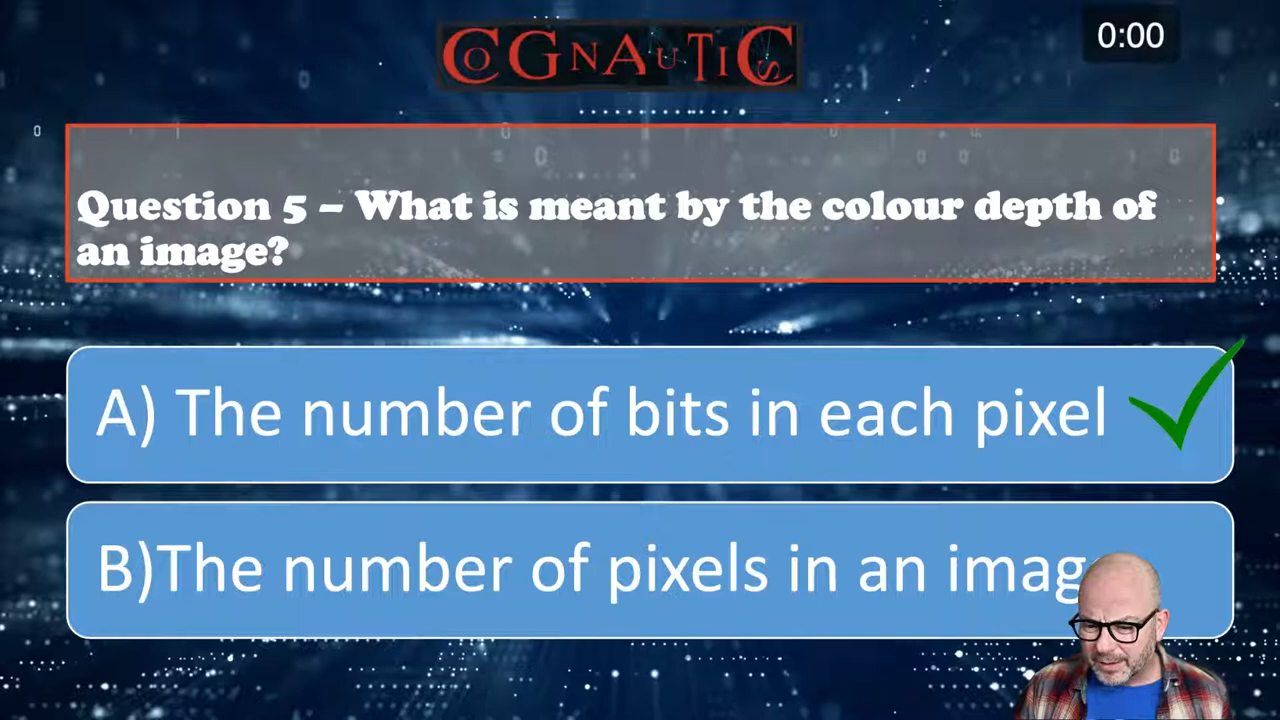 COGNAUTICS
0:00
Question 5 – What is meant by the colour depth of
an image?
A) The number of bits in each pixel
B)The number of pixels in an imag